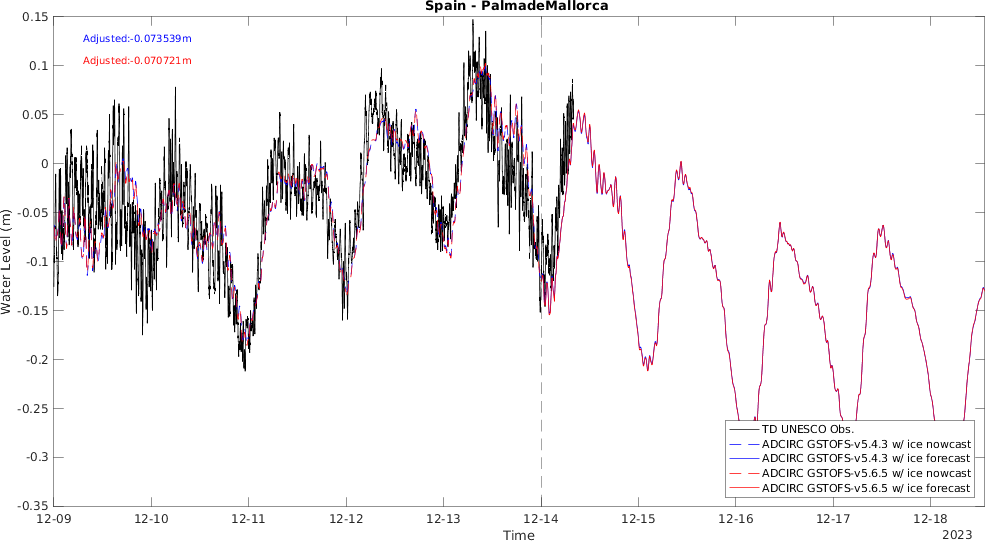 Spain - PalmadeMallorca
Adjusted:-0.073539m
Adjusted:-0.070721m
0.15
0.1
0.05
0
-0.05
-0.1
-0.15
-0.2
-0.25
-0.3
-0.35
Water Level (m)
TD UNESCO Obs.
ADCIRC GSTOFS-v5.4.3 w/ ice nowcast
ADCIRC GSTOFS-v5.4.3 w/ ice forecast
ADCIRC GSTOFS-v5.6.5 w/ ice nowcast
ADCIRC GSTOFS-v5.6.5 w/ ice forecast
12-09 12-10 12-11 12-12 12-13 12-14 12-15 12-16 12-17 12-18
Time
2023